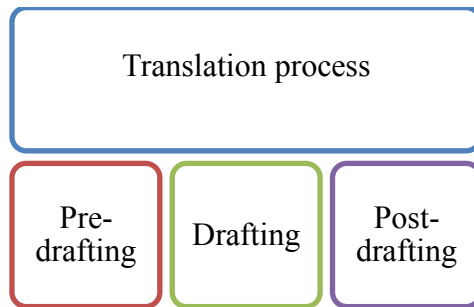 Translation process
Pre-
drafting
Drafting
Post-
drafting